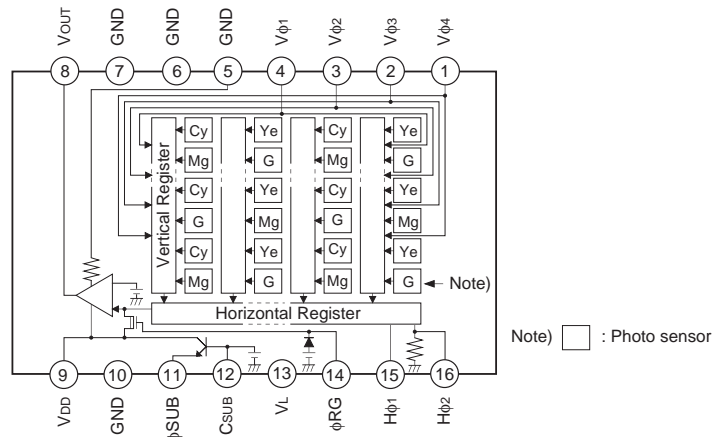 VOUT GND GND GND Vφ1 Vφ2 Vφ3 Vφ4
8 7 6 5 4 3 2 1
Vertical Register
Cy Ye Cy Ye
Mg G Mg G
Cy Ye Cy Ye
G Mg G Mg
Cy Ye Cy Ye
Mg G Mg G
Note)
Horizontal Register
Note) : Photo sensor
9 10 11 12 13 14 15 16
VDD GND φSUB CSUB VL φRG Hφ1 Hφ2